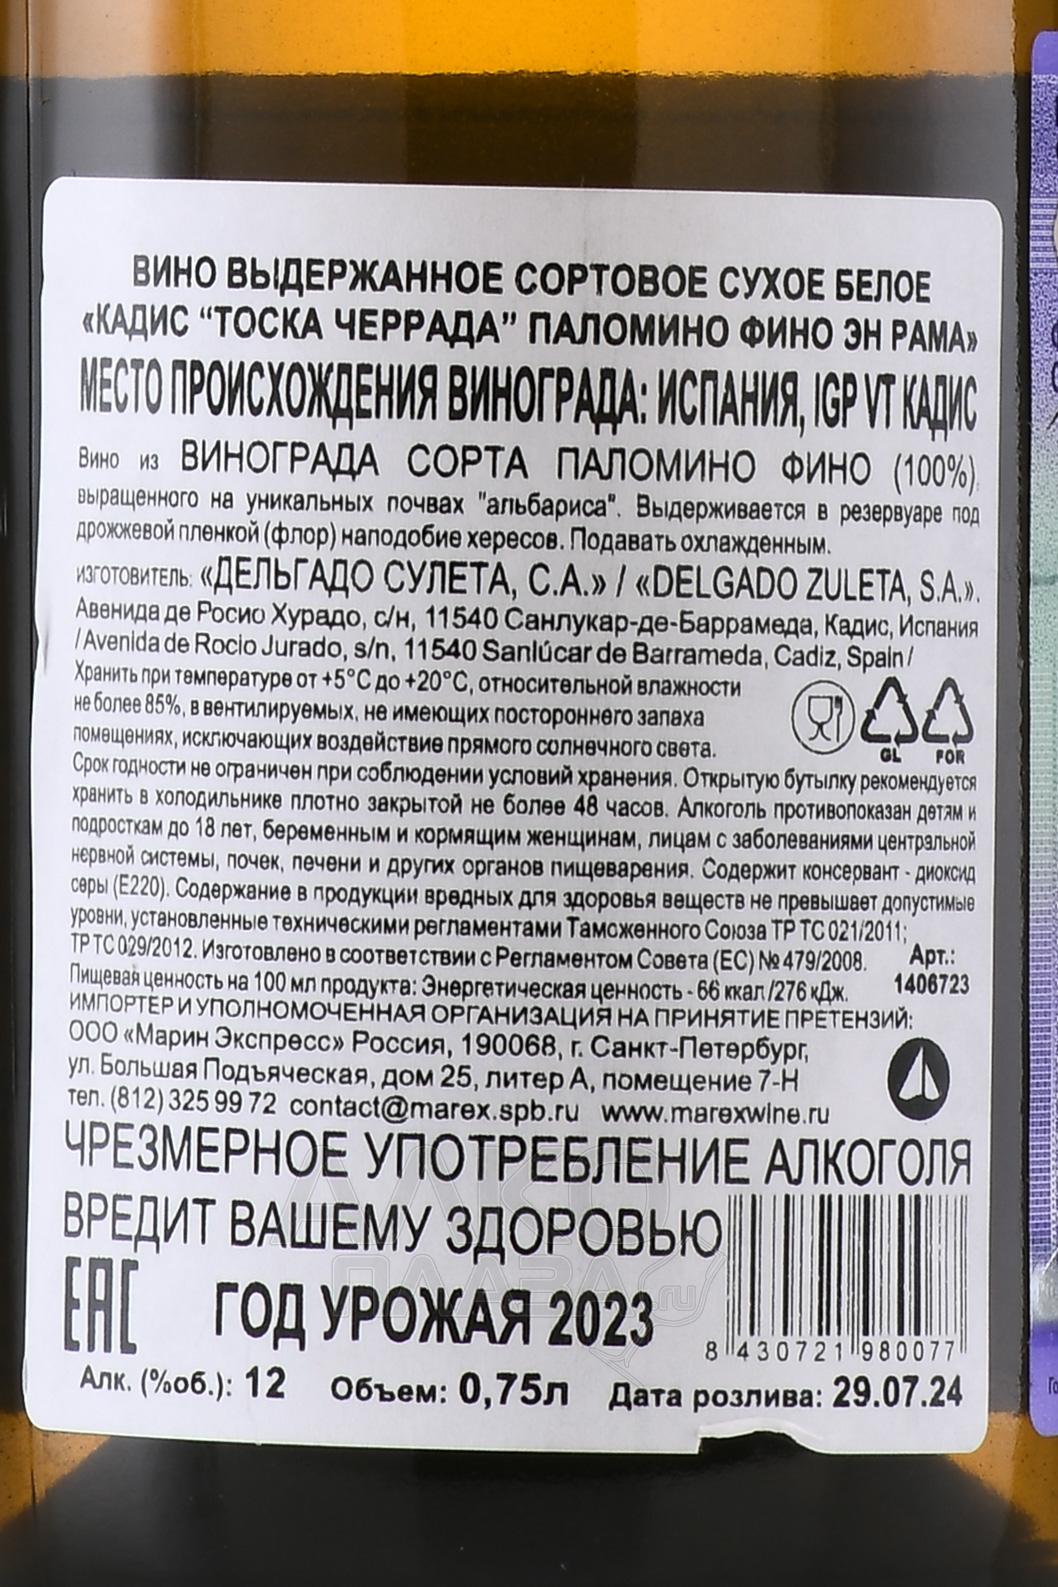 ВИНО ВЫДЕРЖАННОЕ СОРТОВОЕ СУХОЕ БЕЛОЕ
«КАДИС “ТОСКА ЧЕРРАДА” ПАЛОМИНО ФИНО ЭН РАМА»
МЕСТО ПРОИСХОЖДЕНИЯ ВИНОГРАДА: ИСПАНИЯ, IGP VT КАДИС
Вино из ВИНОГРАДА СОРТА ПАЛОМИНО ФИНО (100%),
выращенного на уникальных почвах "альбариса". Выдерживается в резервуаре под
дрожжевой пленкой (флор) наподобие хересов. Подавать охлажденным.
ИЗГОТОВИТЕЛЬ: «ДЕЛЬГАДО СУЛЕТА, С.А.» / «DELGADO ZULETA, S.A.».
Авенида де Росио Хурадо, с/н, 11540 Санлукар-де-Баррамеда, Кадис, Испания
/ Avenida de Rocio Jurado, s/n, 11540 Sanlúcar de Barrameda, Cadiz, Spain /
Хранить при температуре от +5°С до +20°С, относительной влажности
не более 85%, в вентилируемых, не имеющих постороннего запаха
помещениях, исключающих воздействие прямого солнечного света.
GL FOR
Срок годности не ограничен при соблюдении условий хранения. Открытую бутылку рекомендуется
хранить в холодильнике плотно закрытой не более 48 часов. Алкоголь противопоказан детям и
подросткам до 18 лет, беременным и кормящим женщинам, лицам с заболеваниями центральной
нервной системы, почек, печени и других органов пищеварения. Содержит консервант - диоксид
серы (Е220). Содержание в продукции вредных для здоровья веществ не превышает допустимые
уровни, установленные техническими регламентами Таможенного Союза ТР ТС 021/2011;
ТР ТС 029/2012. Изготовлено в соответствии с Регламентом Совета (ЕС) № 479/2008.
Арт.:
1406723
Пищевая ценность на 100 мл продукта: Энергетическая ценность - 66 ккал /276 кДж.
ИМПОРТЕР И УПОЛНОМОЧЕННАЯ ОРГАНИЗАЦИЯ НА ПРИНЯТИЕ ПРЕТЕНЗИЙ:
ООО «Марин Экспресс» Россия, 190068, г. Санкт-Петербург,
ул. Большая Подъяческая, дом 25, литер А, помещение 7-Н
тел. (812) 325 99 72 contact@marex.spb.ru www.marexwine.ru
ЧРЕЗМЕРНОЕ УПОТРЕБЛЕНИЕ АЛКОГОЛЯ
ВРЕДИТ ВАШЕМУ ЗДОРОВЬЮ
АЛКО
ПЛАЗА.ru
EAC
ГОД УРОЖАЯ 2023
8 430721 980077
Алк. (%об.): 12 Объем: 0,75л Дата розлива: 29.07.24